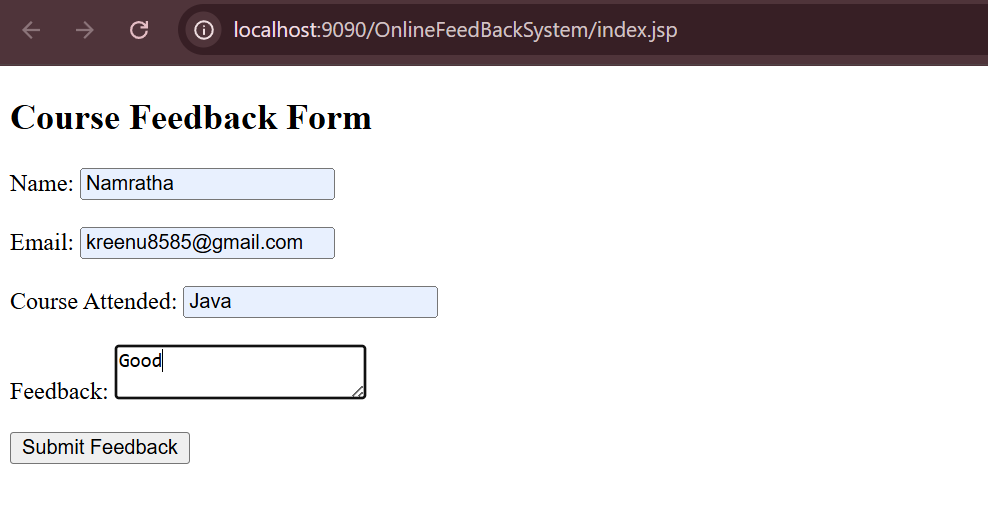 localhost:9090/OnlineFeedBackSystem/index.jsp
Course Feedback Form
Name: Namratha
Email: kreenu8585@gmail.com
Course Attended: Java
Feedback: Good
Submit Feedback